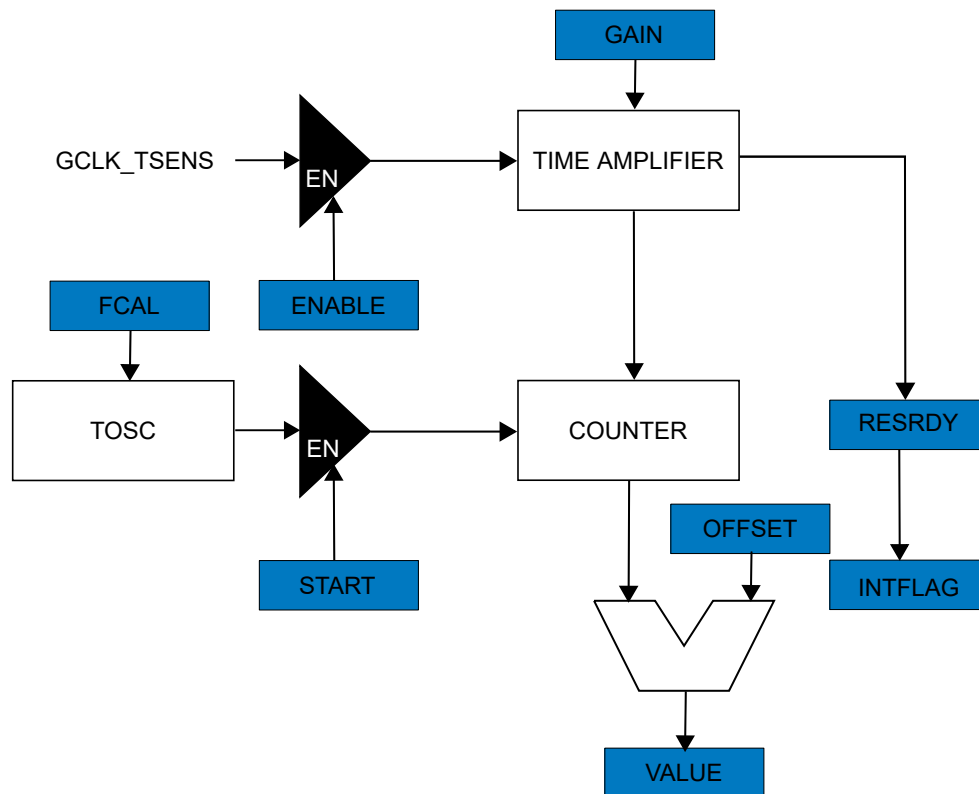 GAIN
GCLK_TSENS
EN
TIME AMPLIFIER
FCAL
ENABLE
TOSC
EN
COUNTER
RESRDY
OFFSET
START
INTFLAG
VALUE